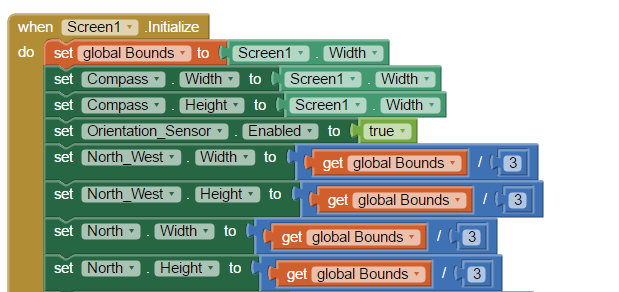 when Screen1 .Initialize
do set global Bounds to Screen1 . Width
set Compass . Width to Screen1 . Width
set Compass . Height to Screen1 . Width
set Orientation_Sensor . Enabled to true
set North_West . Width to get global Bounds / 3
set North_West . Height to get global Bounds / 3
set North . Width to get global Bounds / 3
set North . Height to get global Bounds / 3